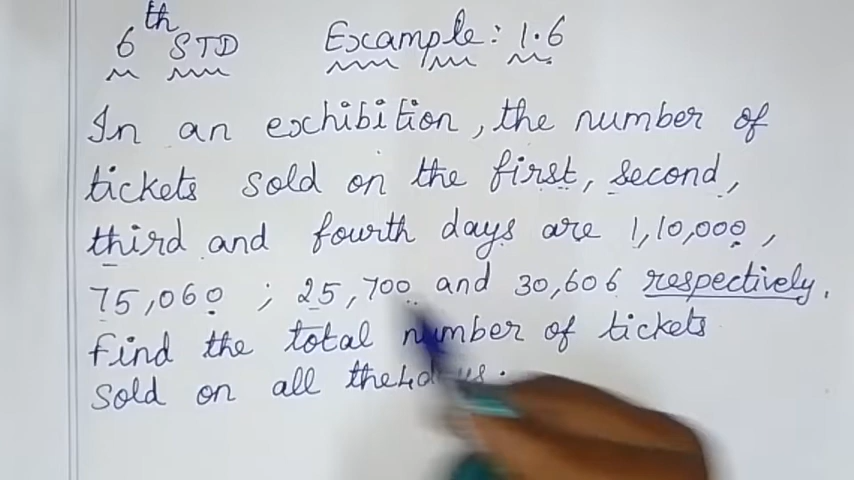 6th STD Example: 1.6
In an exhibition, the number of
tickets sold on the first, second,
third and fourth days are 1,10,000,
75,060 ; 25,700 and 30,606 respectively.
Find the total number of tickets
sold on all the 4